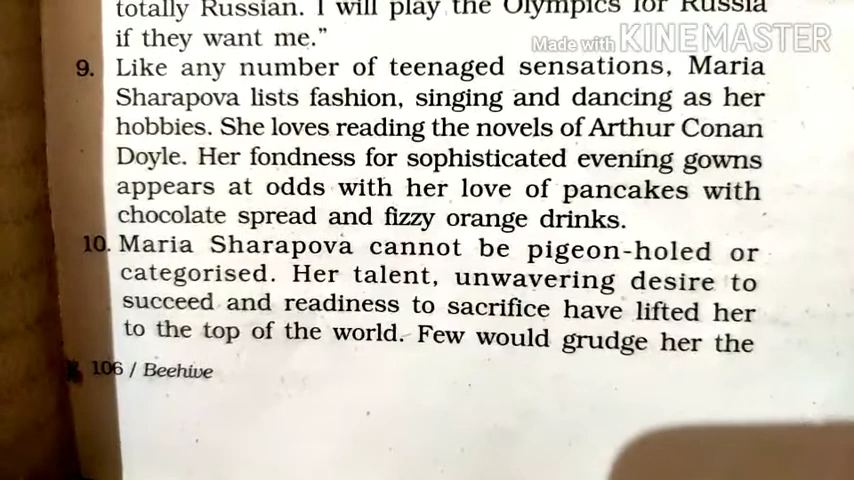 totally Russian. I will play the Olympics for Russia
if they want me."
Made with KINEMASTER
9. Like any number of teenaged sensations, Maria
Sharapova lists fashion, singing and dancing as her
hobbies. She loves reading the novels of Arthur Conan
Doyle. Her fondness for sophisticated evening gowns
appears at odds with her love of pancakes with
chocolate spread and fizzy orange drinks.
10. Maria Sharapova cannot be pigeon-holed or
categorised. Her talent, unwavering desire to
succeed and readiness to sacrifice have lifted her
to the top of the world. Few would grudge her the
106 / Beehive